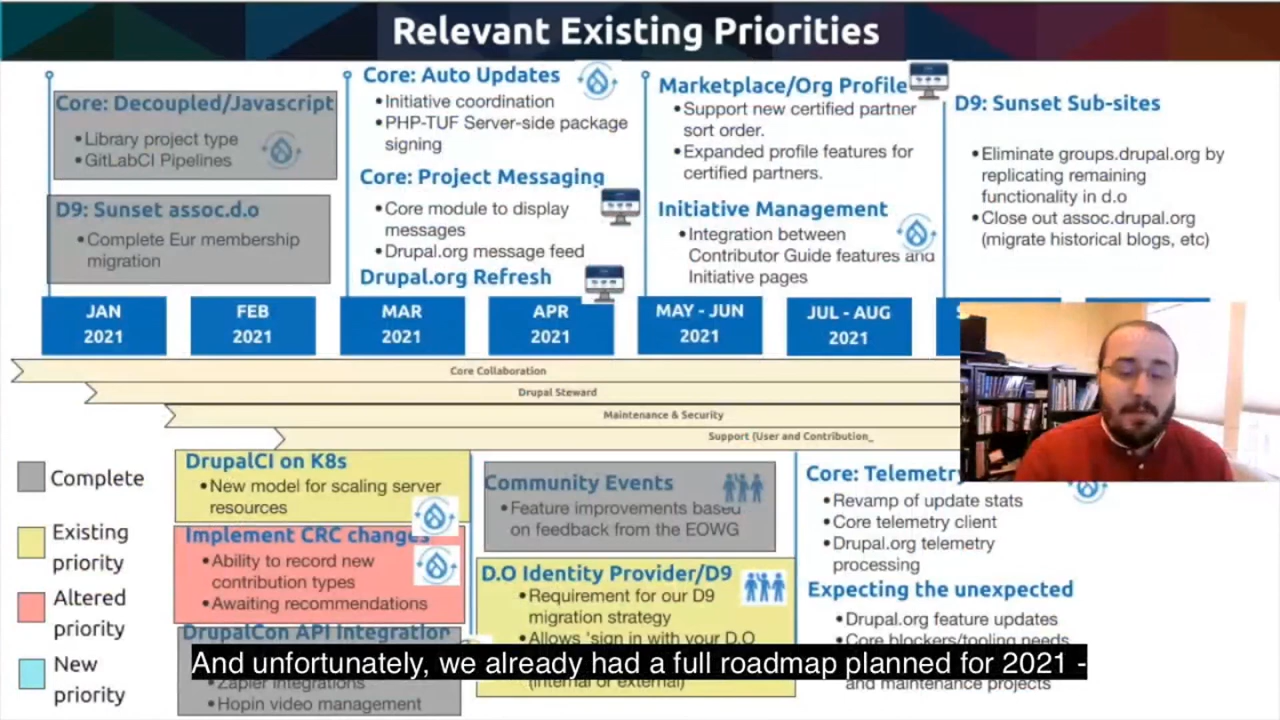 Relevant Existing Priorities
Core: Decoupled/Javascript
•Library project type
•GitLabCI Pipelines
D9: Sunset assoc.d.o
•Complete Eur membership
migration
Core: Auto Updates
•Initiative coordination
•PHP-TUF Server-side package
signing
Core: Project Messaging
•Core module to display
messages
•Drupal.org message feed
Drupal.org Refresh
Marketplace/Org Profile
•Support new certified partner
sort order.
•Expanded profile features for
certified partners.
Initiative Management
•Integration between
Contributor Guide features and
Initiative pages
D9: Sunset Sub-sites
•Eliminate groups.drupal.org by
replicating remaining
functionality in d.o
•Close out assoc.drupal.org
(migrate historical blogs, etc)
JAN
2021
FEB
2021
MAR
2021
APR
2021
MAY - JUN
2021
JUL - AUG
2021
Core Collaboration
Drupal Steward
Maintenance & Security
Support (User and Contribution_
Complete
Existing
priority
Altered
priority
New
priority
DrupalCI on K8s
•New model for scaling server
resources
Implement CRC changes
•Ability to record new
contribution types
•Awaiting recommendations
DrupalCon API Integration
•Zapier integrations
•Hopin video management
Community Events
•Feature improvements based
on feedback from the EOWG
D.O Identity Provider/D9
•Requirement for our D9
migration strategy
•Allows 'sign in with your D.O
(internal or external)
Core: Telemetry
•Revamp of update stats
•Core telemetry client
•Drupal.org telemetry
processing
Expecting the unexpected
•Drupal.org feature updates
•Core blockers/tooling needs
and maintenance projects
And unfortunately, we already had a full roadmap planned for 2021 -